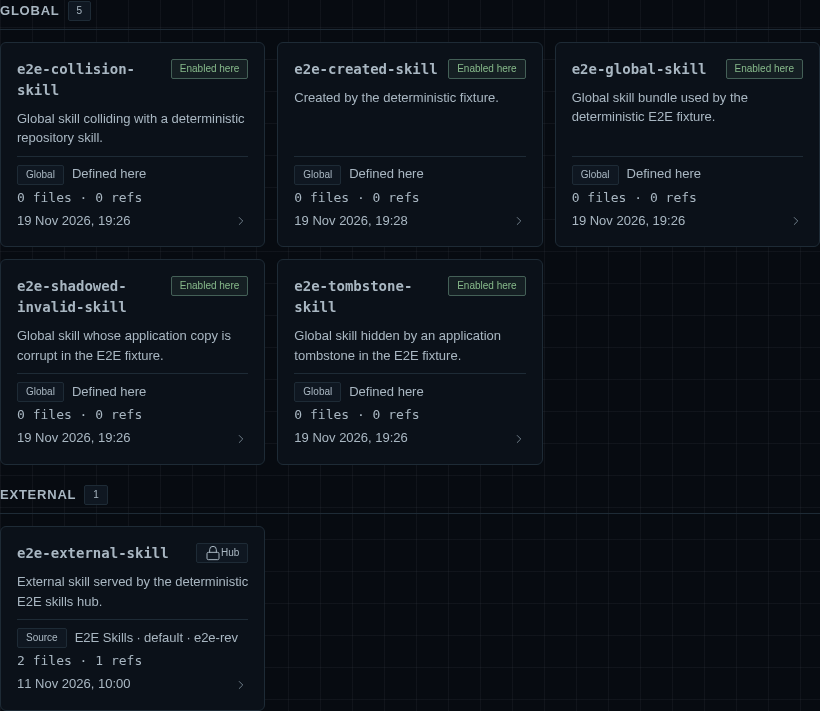 GLOBAL 5
e2e-collision-
skill
Enabled here
Global skill colliding with a deterministic
repository skill.
Global Defined here
0 files · 0 refs
19 Nov 2026, 19:26
e2e-created-skill
Enabled here
Created by the deterministic fixture.
Global Defined here
0 files · 0 refs
19 Nov 2026, 19:28
e2e-global-skill
Enabled here
Global skill bundle used by the
deterministic E2E fixture.
Global Defined here
0 files · 0 refs
19 Nov 2026, 19:26
e2e-shadowed-
invalid-skill
Enabled here
Global skill whose application copy is
corrupt in the E2E fixture.
Global Defined here
0 files · 0 refs
19 Nov 2026, 19:26
e2e-tombstone-
skill
Enabled here
Global skill hidden by an application
tombstone in the E2E fixture.
Global Defined here
0 files · 0 refs
19 Nov 2026, 19:26
EXTERNAL 1
e2e-external-skill
Hub
External skill served by the deterministic
E2E skills hub.
Source E2E Skills · default · e2e-rev
2 files · 1 refs
11 Nov 2026, 10:00